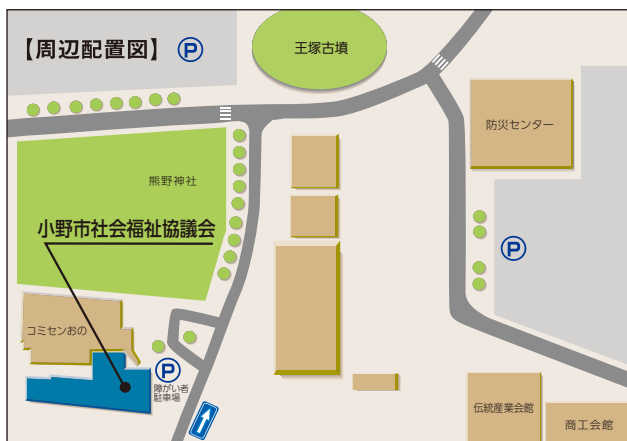 【周辺配置図】 P
王塚古墳
防災センター
熊野神社
小野市社会福祉協議会
P
コミセンおの
P
障がい者
駐車場
伝統産業会館
商工会館